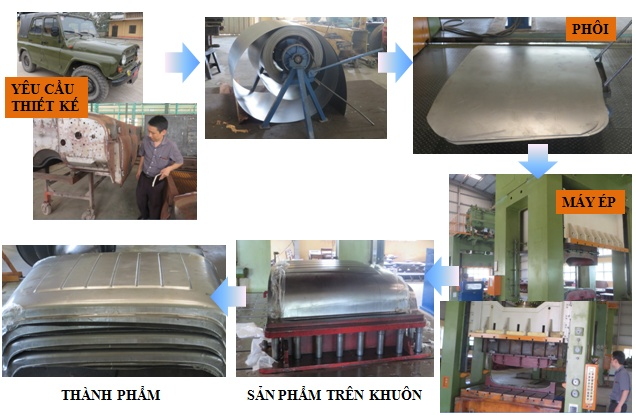 YÊU CẦU
THIẾT KẾ
PHÔI
MÁY ÉP
SẢN PHẨM TRÊN KHUÔN
THÀNH PHẨM